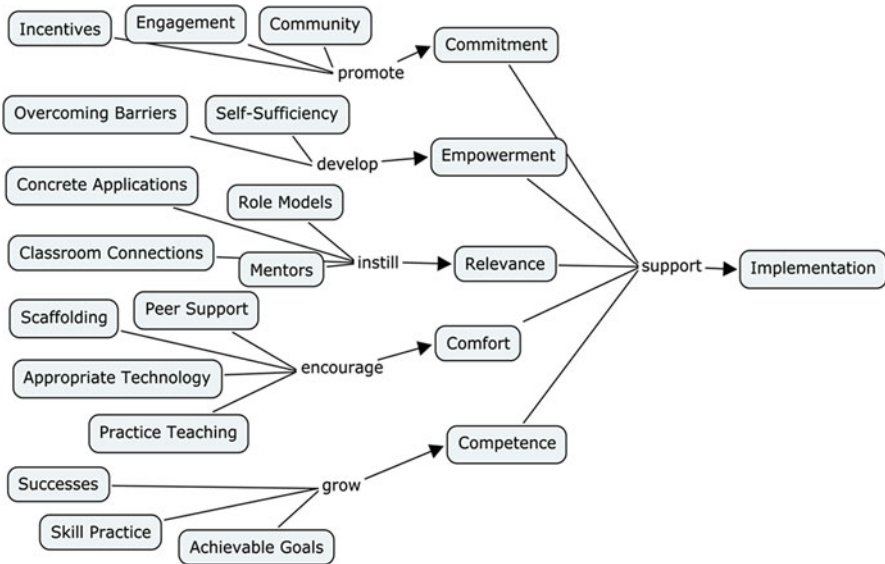 Incentives
Engagement
Community
promote
Commitment
Overcoming Barriers
Self-Sufficiency
develop
Empowerment
Concrete Applications
Role Models
Classroom Connections
Mentors
instill
Relevance
support
Implementation
Scaffolding
Peer Support
Appropriate Technology
encourage
Comfort
Practice Teaching
Competence
Successes
grow
Skill Practice
Achievable Goals